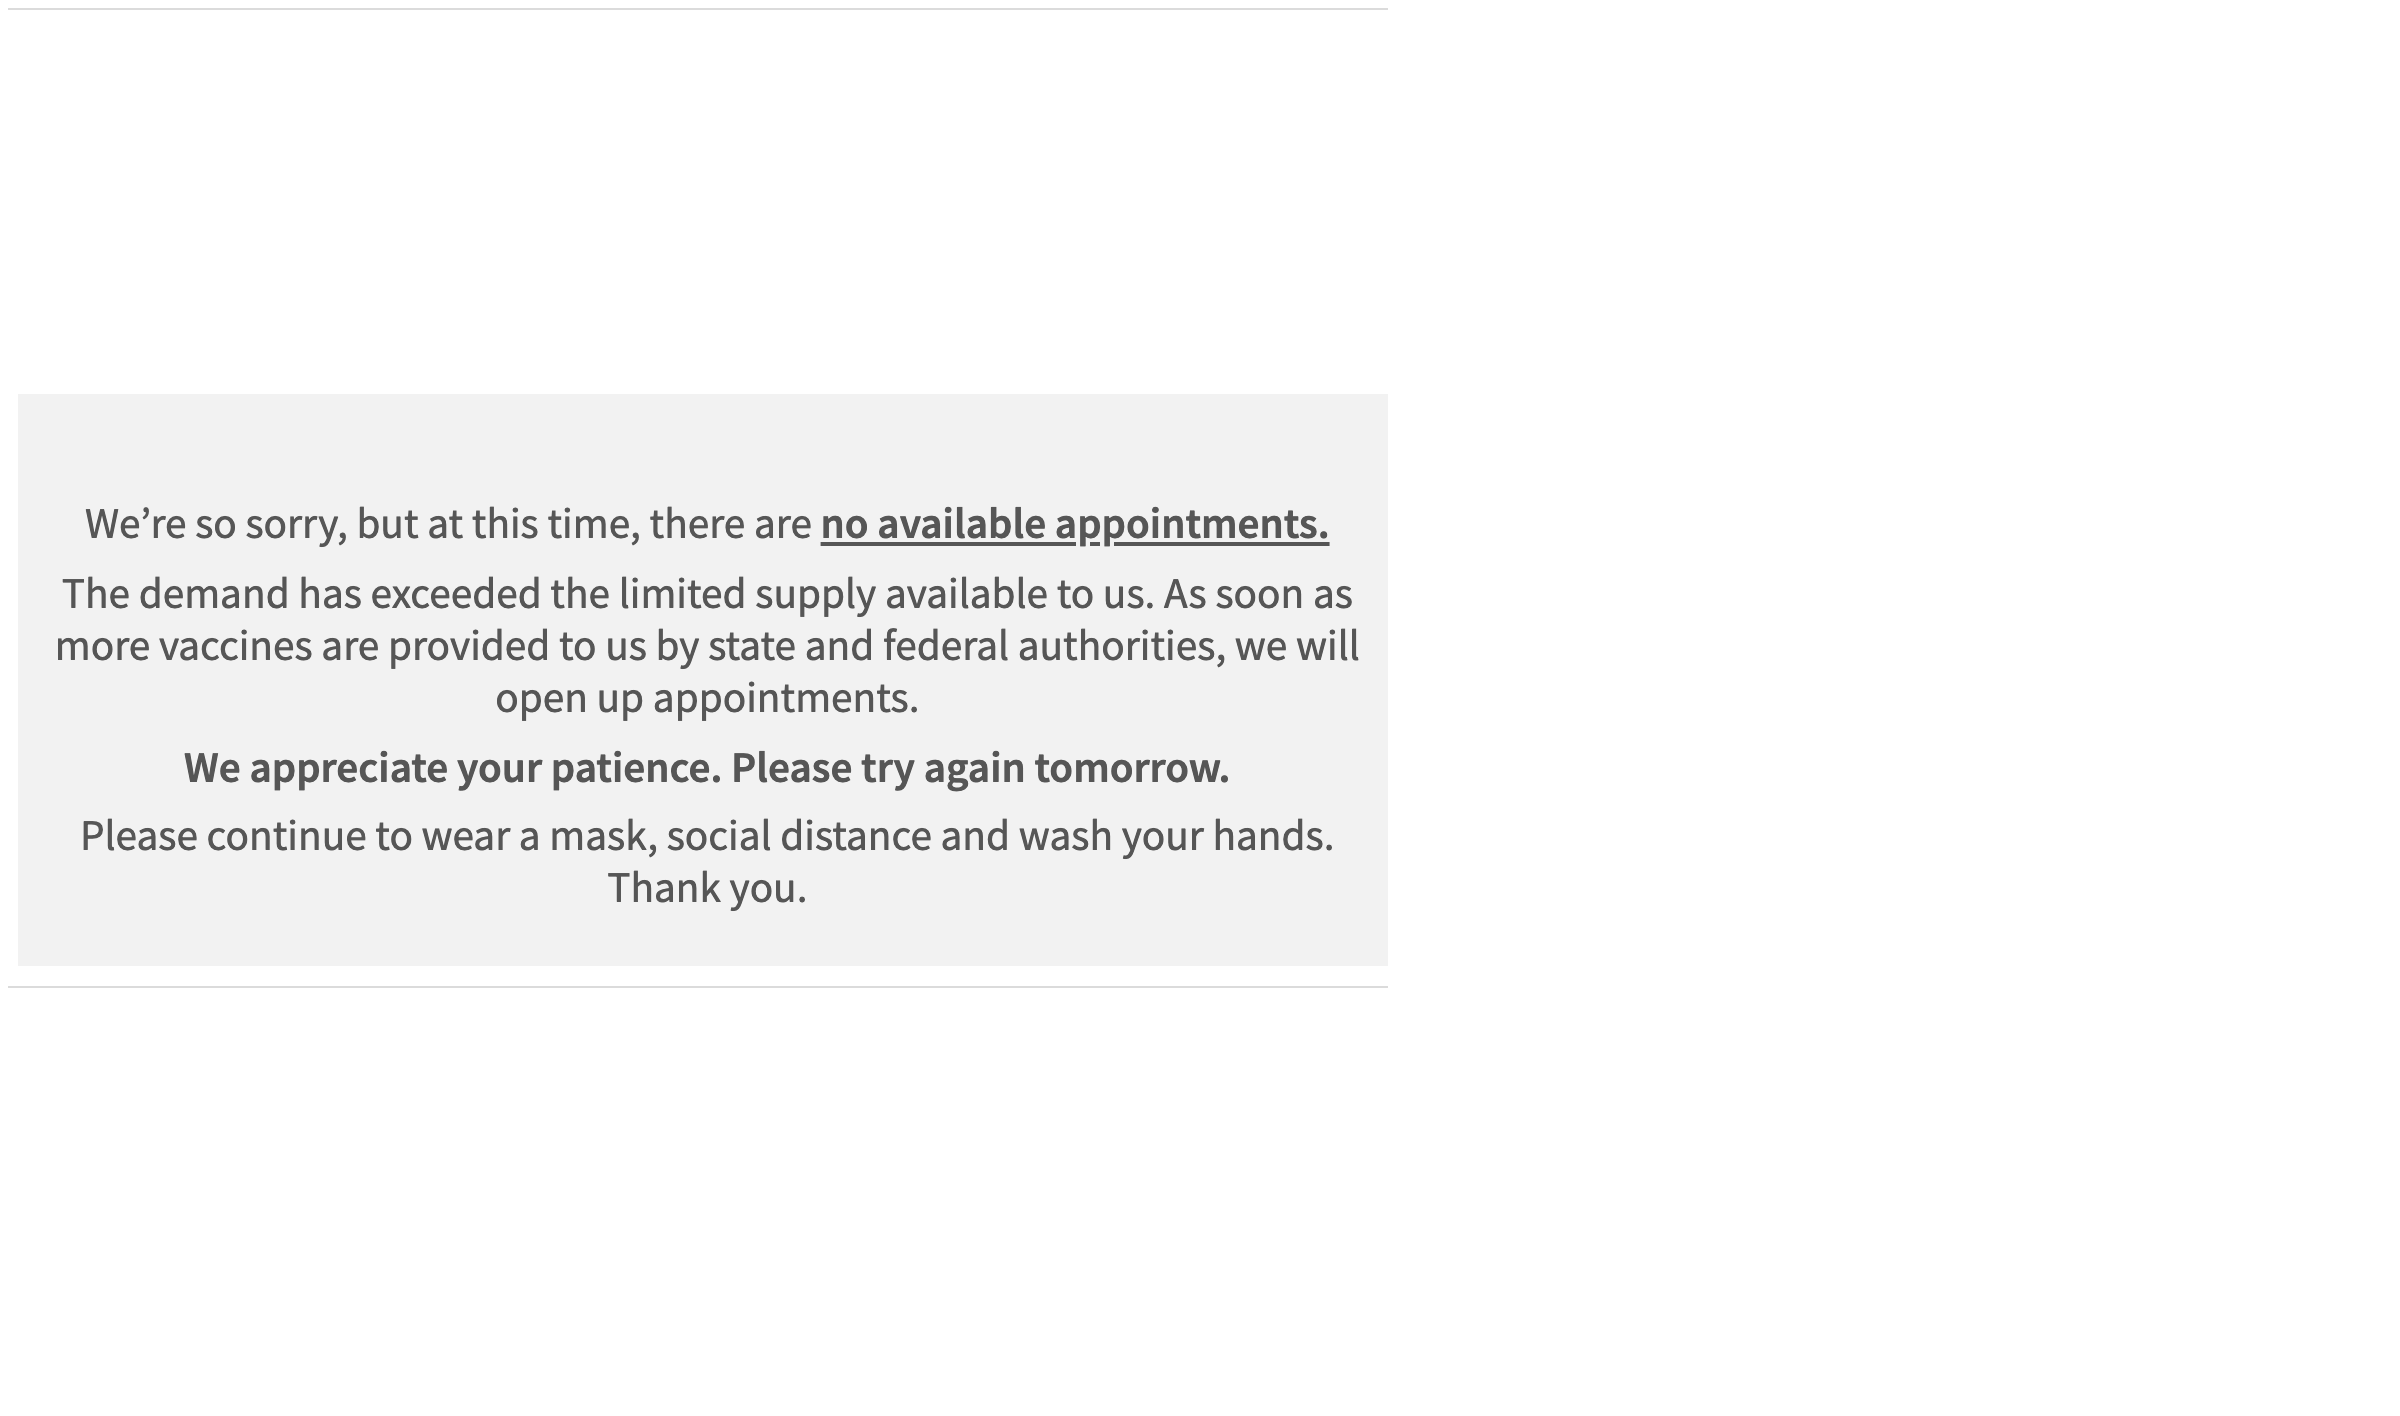 We’re so sorry, but at this time, there are no available appointments.
The demand has exceeded the limited supply available to us. As soon as
more vaccines are provided to us by state and federal authorities, we will
open up appointments.
We appreciate your patience. Please try again tomorrow.
Please continue to wear a mask, social distance and wash your hands.
Thank you.